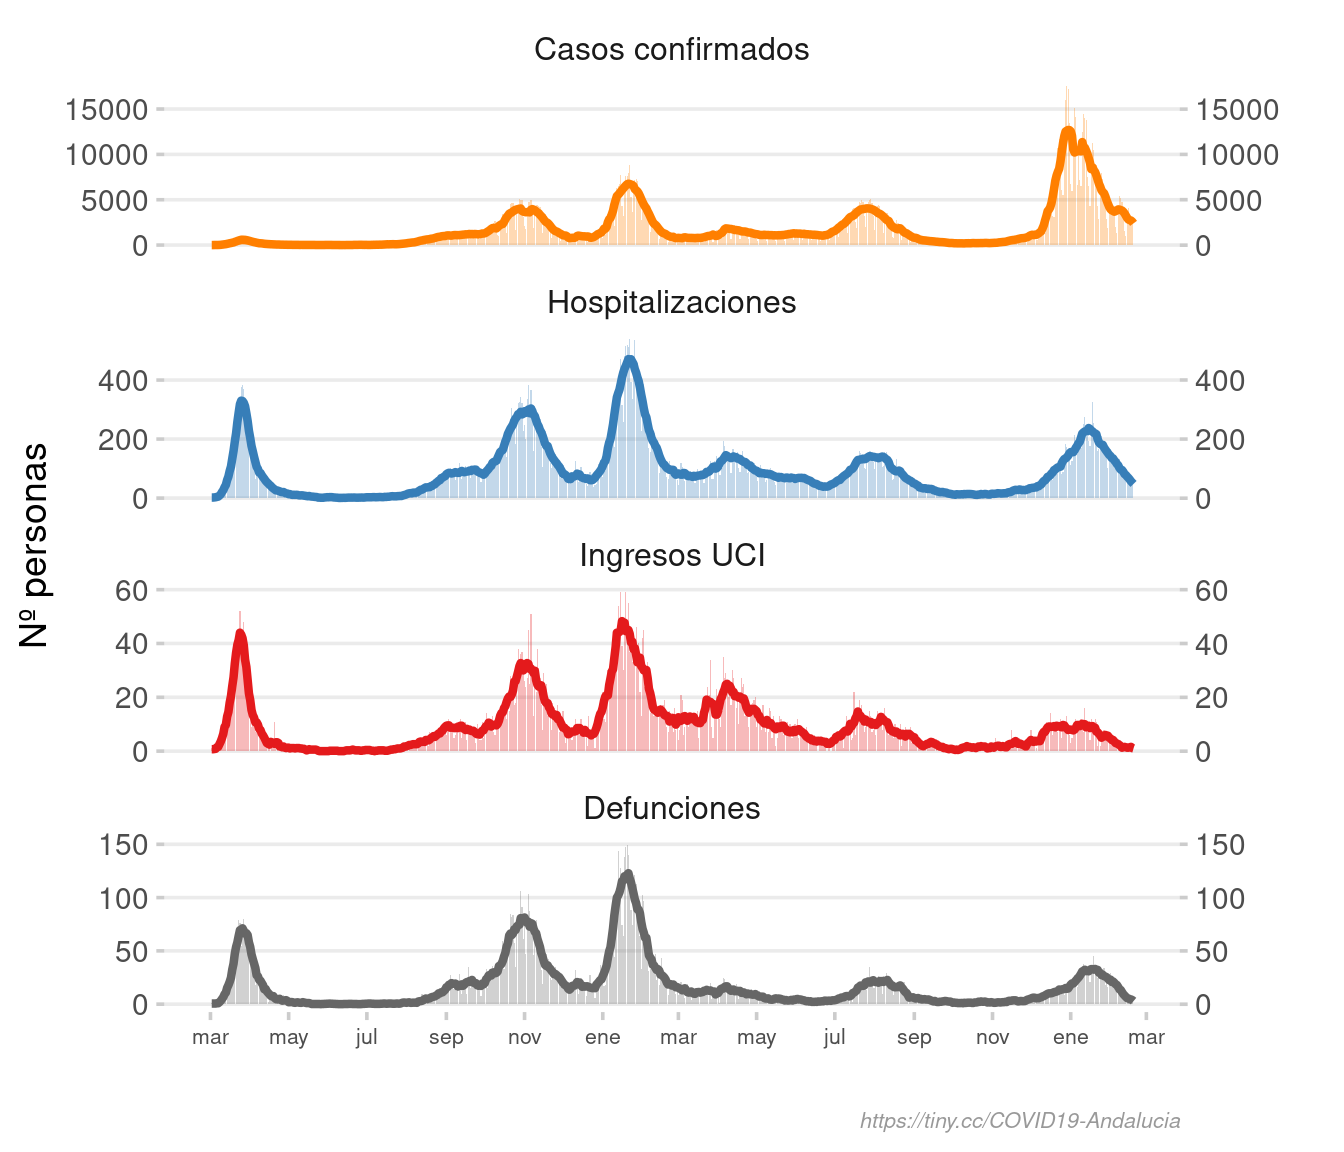 Casos confirmados
15000 15000
10000 10000
5000 5000
0 0
Hospitalizaciones
400 400
200 200
0 0
Nº personas
Ingresos UCI
60 60
40 40
20 20
0 0
Defunciones
150 150
100 100
50 50
0 0
mar may jul sep nov ene mar may jul sep nov ene mar
https://tiny.cc/COVID19-Andalucia